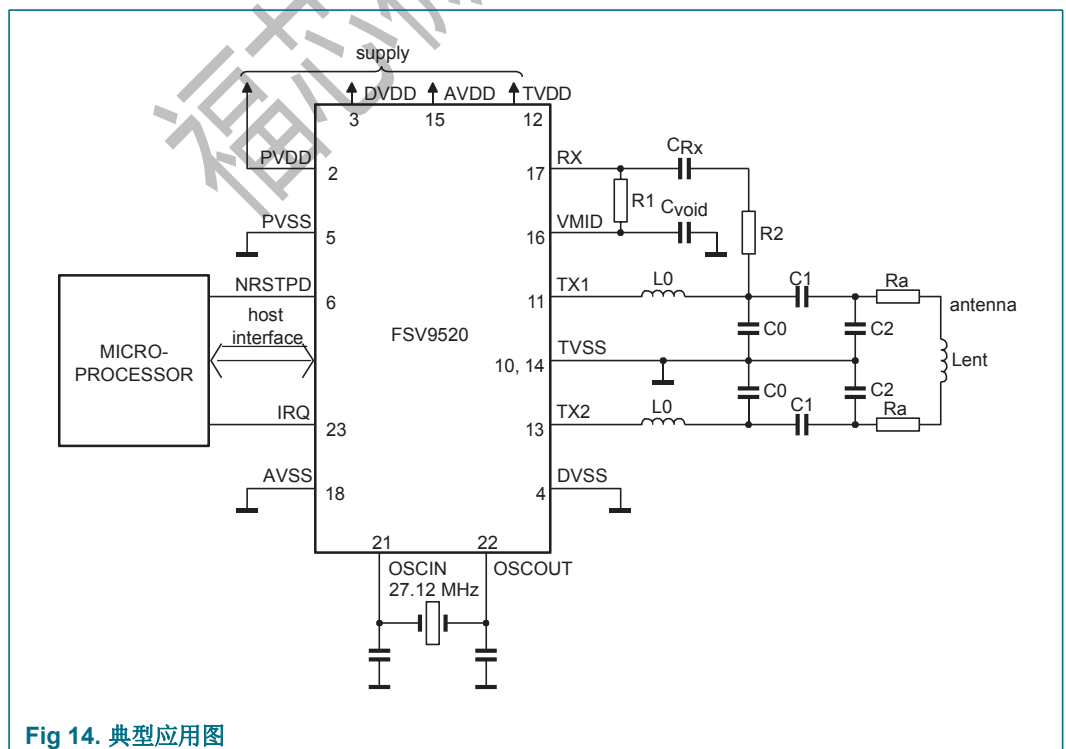 福芯微
supply
DVDD AVDD TVDD
3 15 12
PVDD
2
PVSS
5
NRSTPD
6
host
interface
MICRO-
PROCESSOR
IRQ
23
AVSS
18
FSV9520
RX
17
CRx
R1
Cvoid
VMID
16
R2
TX1
11
L0
C1
Ra
antenna
C0
C2
TVSS
10, 14
Lent
C0
C2
TX2
13
L0
C1
Ra
DVSS
4
21 22
OSCIN OSCOUT
27.12 MHz
Fig 14. 典型应用图